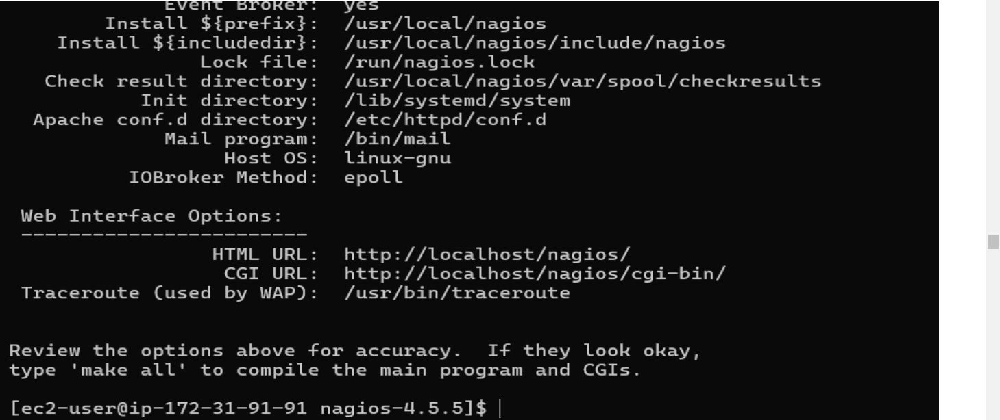 Event Broker:  yes
Install ${prefix}:  /usr/local/nagios
Install ${includedir}:  /usr/local/nagios/include/nagios
Lock file:  /run/nagios.lock
Check result directory:  /usr/local/nagios/var/spool/checkresults
Init directory:  /lib/systemd/system
Apache conf.d directory:  /etc/httpd/conf.d
Mail program:  /bin/mail
Host OS:  linux-gnu
IOBroker Method:  epoll
Web Interface Options:
------------------------
HTML URL:  http://localhost/nagios/
CGI URL:  http://localhost/nagios/cgi-bin/
Traceroute (used by WAP):  /usr/bin/traceroute
Review the options above for accuracy.  If they look okay,
type 'make all' to compile the main program and CGIs.
[ec2-user@ip-172-31-91-91 nagios-4.5.5]$